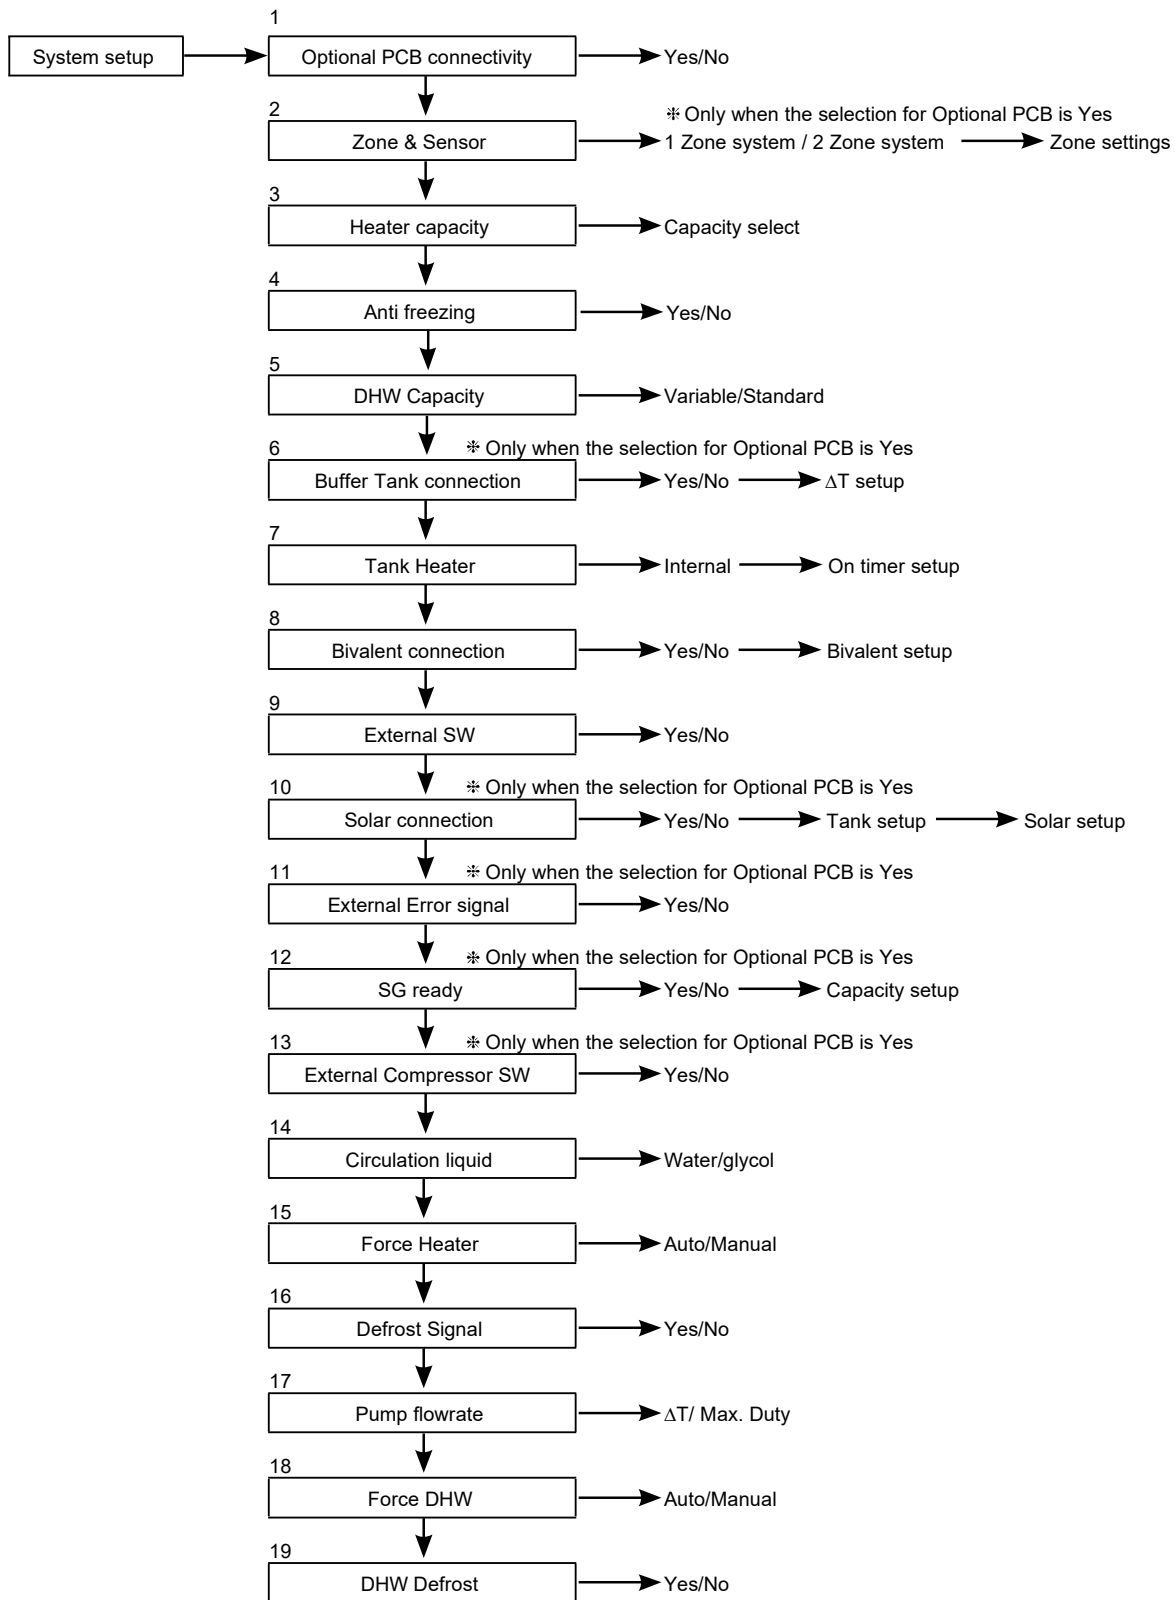 1
System setup
Optional PCB connectivity
Yes/No
2
❉ Only when the selection for Optional PCB is Yes
Zone & Sensor
1 Zone system / 2 Zone system
Zone settings
3
Heater capacity
Capacity select
4
Anti freezing
Yes/No
5
DHW Capacity
Variable/Standard
6
❉ Only when the selection for Optional PCB is Yes
Buffer Tank connection
Yes/No
ΔT setup
7
Tank Heater
Internal
On timer setup
8
Bivalent connection
Yes/No
Bivalent setup
9
External SW
Yes/No
10
❉ Only when the selection for Optional PCB is Yes
Solar connection
Yes/No
Tank setup
Solar setup
11
❉ Only when the selection for Optional PCB is Yes
External Error signal
Yes/No
12
❉ Only when the selection for Optional PCB is Yes
SG ready
Yes/No
Capacity setup
13
❉ Only when the selection for Optional PCB is Yes
External Compressor SW
Yes/No
14
Circulation liquid
Water/glycol
15
Force Heater
Auto/Manual
16
Defrost Signal
Yes/No
17
Pump flowrate
ΔT/ Max. Duty
18
Force DHW
Auto/Manual
19
DHW Defrost
Yes/No